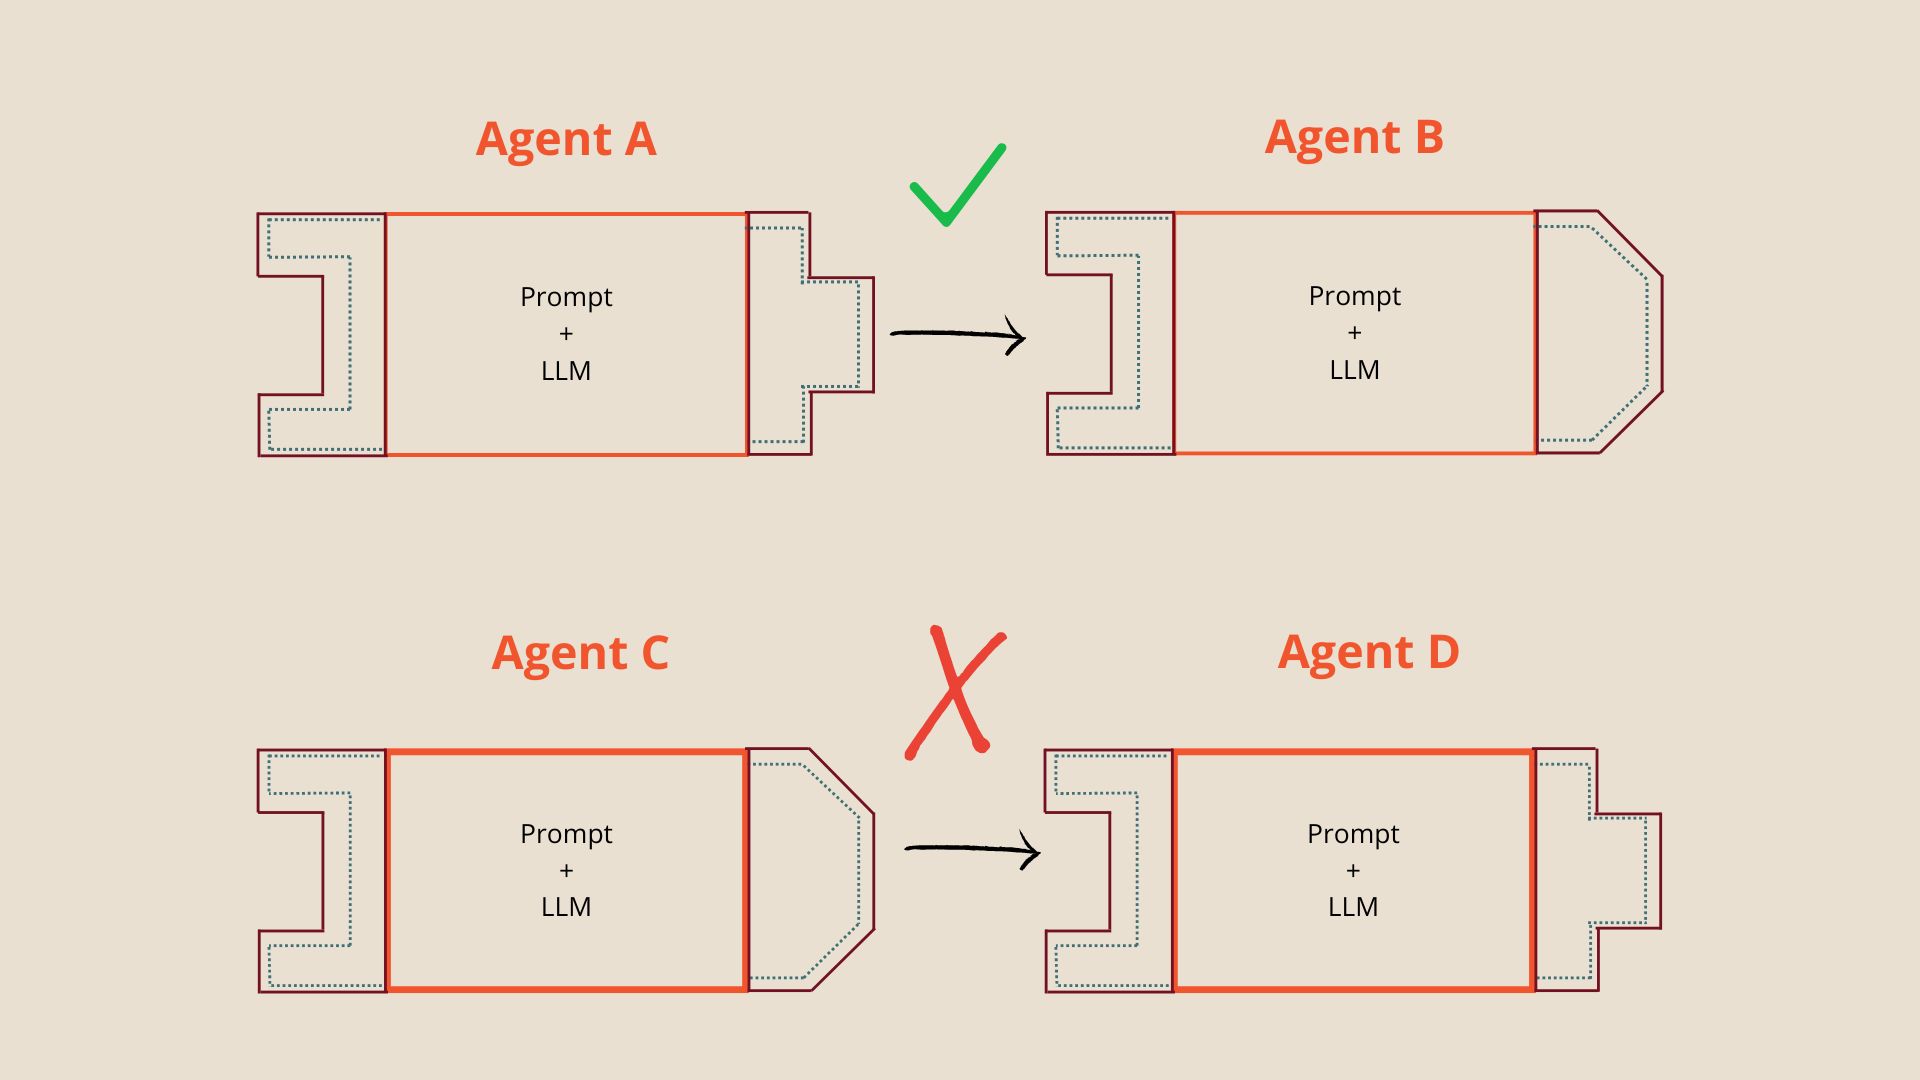 Agent A
Agent B
Prompt
+
LLM
Prompt
+
LLM
Agent C
Agent D
Prompt
+
LLM
Prompt
+
LLM